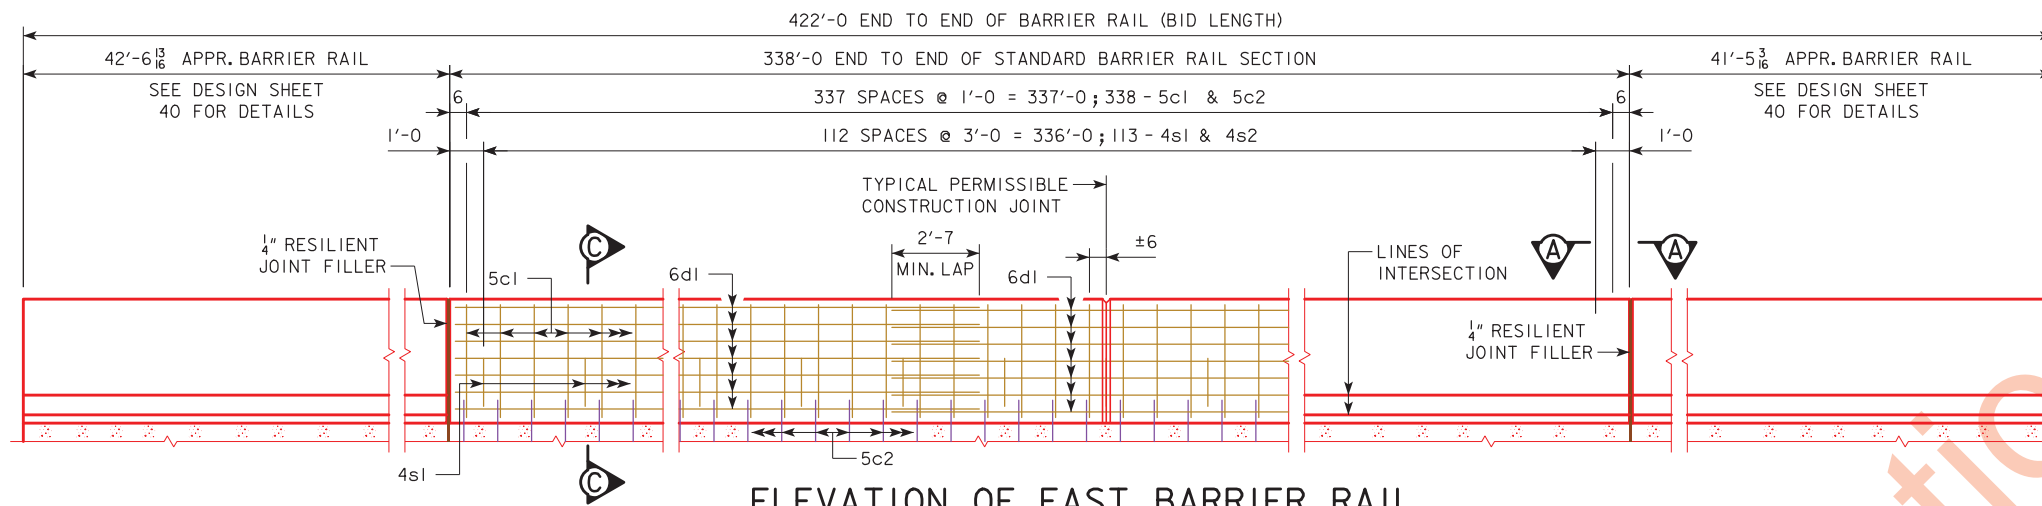 422'-0 END TO END OF BARRIER RAIL (BID LENGTH)
42'-6 13/16 APPR. BARRIER RAIL
338'-0 END TO END OF STANDARD BARRIER RAIL SECTION
41'-5 3/16 APPR. BARRIER RAIL
SEE DESIGN SHEET
40 FOR DETAILS
6
337 SPACES @ 1'-0 = 337'-0; 338 - 5c1 & 5c2
6
SEE DESIGN SHEET
40 FOR DETAILS
1'-0
112 SPACES @ 3'-0 = 336'-0; 113 - 4s1 & 4s2
1'-0
TYPICAL PERMISSIBLE
CONSTRUCTION JOINT
1/4" RESILIENT
JOINT FILLER
C
5c1
6d1
2'-7
MIN. LAP
6d1
±6
LINES OF
INTERSECTION
A
A
1/4" RESILIENT
JOINT FILLER
4s1
C
5c2
ELEVATION OF EAST BARRIER RAIL